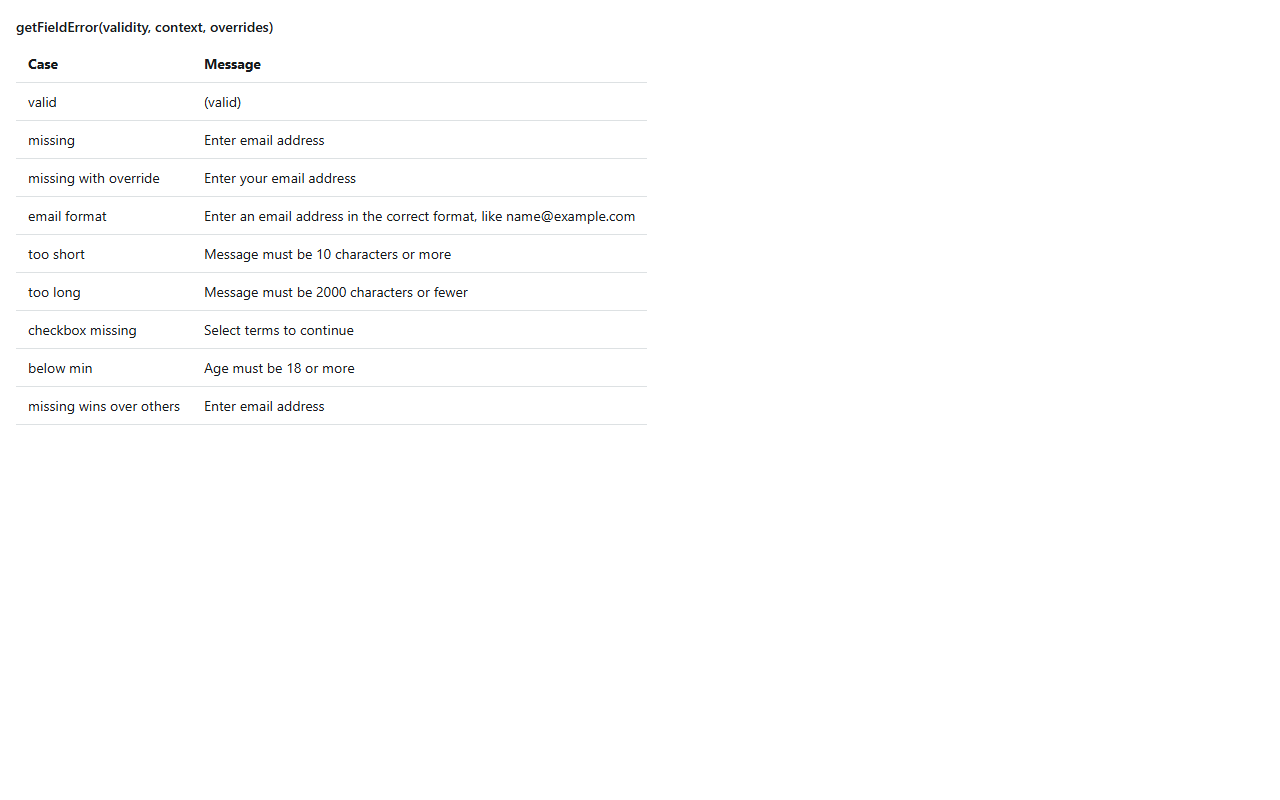 getFieldError(validity, context, overrides)
Case Message
valid (valid)
missing Enter email address
missing with override Enter your email address
email format Enter an email address in the correct format, like name@example.com
too short Message must be 10 characters or more
too long Message must be 2000 characters or fewer
checkbox missing Select terms to continue
below min Age must be 18 or more
missing wins over others Enter email address